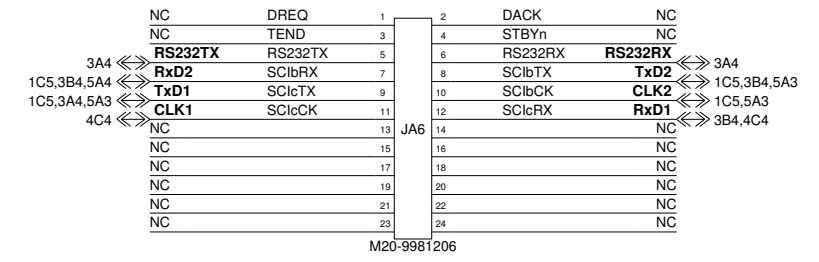 NC DREQ 1 2 DACK NC
NC TEND 3 4 STBYn NC
3A4 RS232TX RS232TX 5 6 RS232RX RS232RX 3A4
1C5,3B4,5A4 RxD2 SCIbRX 7 8 SCIbTX TxD2 1C5,3B4,5A3
1C5,3A4,5A3 TxD1 SCIcTX 9 10 SCIbCK CLK2 1C5,5A3
4C4 CLK1 SCIcCK 11 12 SCIcRX RxD1 3B4,4C4
NC 13 JA6 14 NC
NC 15 16 NC
NC 17 18 NC
NC 19 20 NC
NC 21 22 NC
NC 23 24 NC
M20-9981206